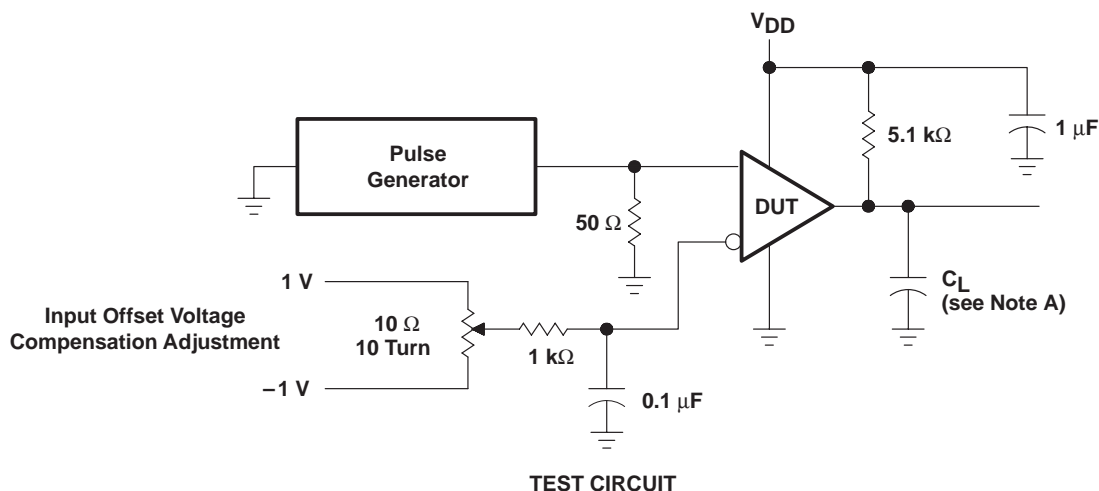 VDD
5.1 kΩ
1 μF
Pulse
Generator
DUT
50 Ω
CL
(see Note A)
1 V
Input Offset Voltage
Compensation Adjustment
10 Ω
10 Turn
1 kΩ
−1 V
0.1 μF
TEST CIRCUIT